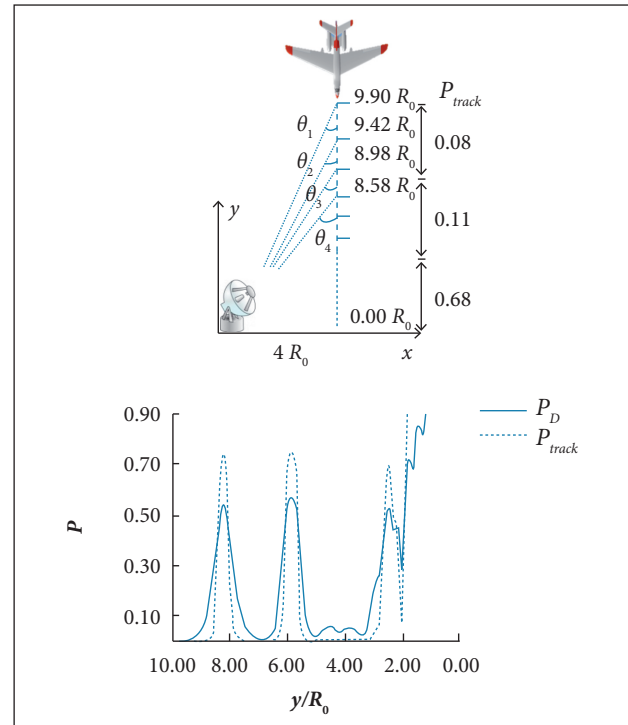 9.90 R0
Ptrack
θ1
9.42 R0
0.08
θ2
8.98 R0
θ3
8.58 R0
y
θ4
0.11
0.68
0.00 R0
4 R0
x
0.90
PD
Ptrack
0.70
P
0.50
0.30
0.10
10.00 8.00 6.00 4.00 2.00 0.00
y/R0